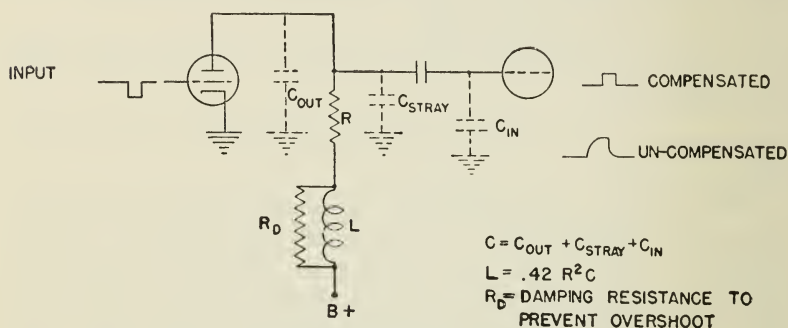 INPUT
C_OUT
R
C_STRAY
C_IN
COMPENSATED
UN-COMPENSATED
R_D
L
B+
C = C_OUT + C_STRAY + C_IN
L = .42 R²C
R_D = DAMPING RESISTANCE TO
PREVENT OVERSHOOT